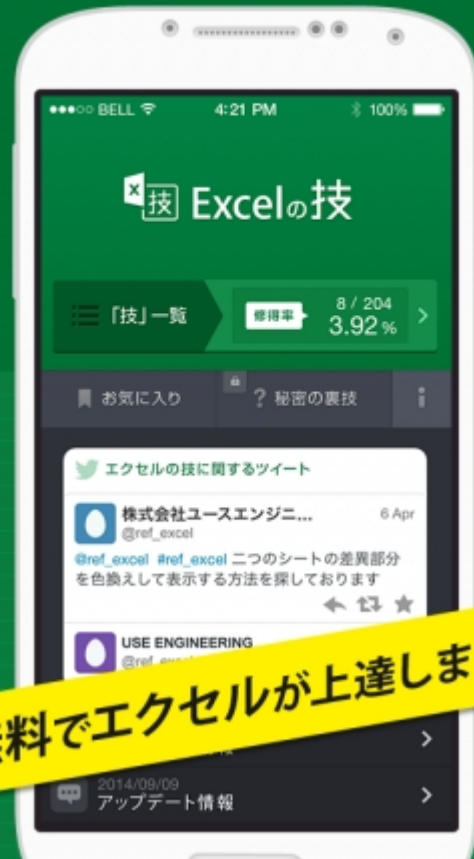 BELL 4:21 PM 100%
技 Excelの技
「技」一覧 修得率 8 / 204
3.92 %
お気に入り ? 秘密の裏技 i
エクセルの技に関するツイート
株式会社ユースエンジニ... 6 Apr
@ref_excel
@ref_excel #ref_excel 二つのシートの差異部分
を色換えして表示する方法を探しております
USE ENGINEERING
料でエクセルが上達しま
2014/09/09
アップデート情報